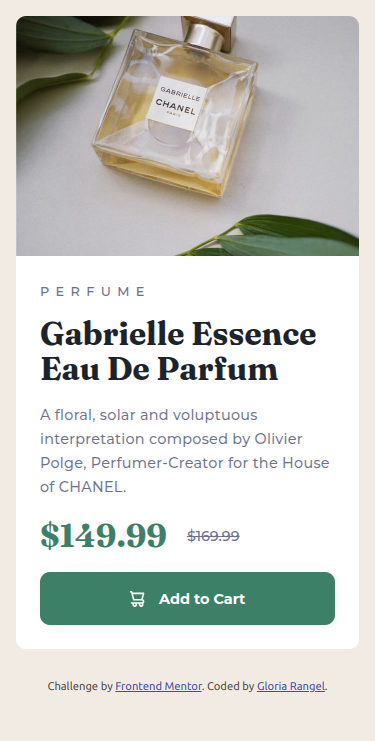 GABRIELLE
CHANEL
PARIS
PERFUME
Gabrielle Essence
Eau De Parfum
A floral, solar and voluptuous
interpretation composed by Olivier
Polge, Perfumer-Creator for the House
of CHANEL.
$149.99 $169.99
Add to Cart
Challenge by Frontend Mentor. Coded by Gloria Rangel.